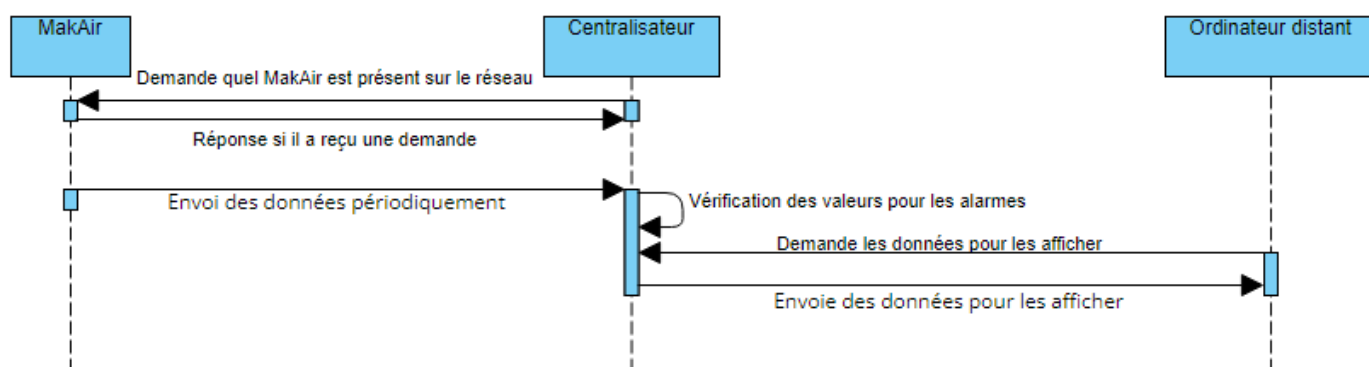 MakAir
Centralisateur
Ordinateur distant
Demande quel MakAir est présent sur le réseau
Réponse si il a reçu une demande
Envoi des données périodiquement
Vérification des valeurs pour les alarmes
Demande les données pour les afficher
Envoie des données pour les afficher